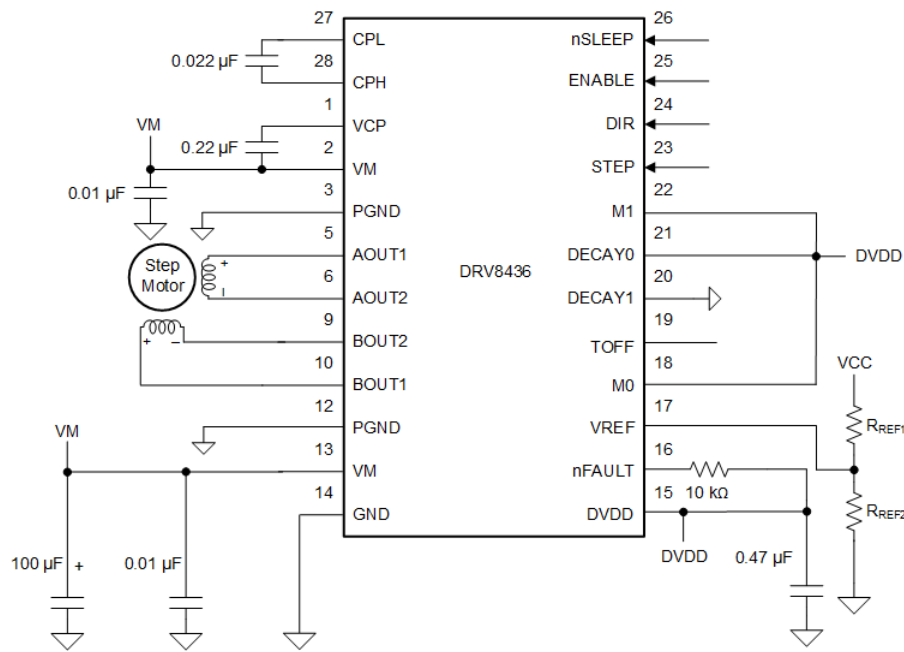 27
CPL
0.022 µF
28
CPH
1
VCP
VM
0.22 µF
2
VM
0.01 µF
3
PGND
5
AOUT1
Step
Motor
+
6
AOUT2
–
9
BOUT2
+ –
10
BOUT1
12
PGND
VM
13
VM
14
GND
100 µF +
0.01 µF
DRV8436
26
nSLEEP
25
ENABLE
24
DIR
23
STEP
22
M1
21
DECAY0
DVDD
20
DECAY1
19
TOFF
18
M0
VCC
17
VREF
RREF1
16
nFAULT
10 kΩ
15
DVDD
RREF2
DVDD
0.47 µF